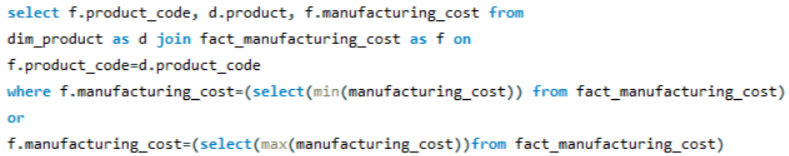 select f.product_code, d.product, f.manufacturing_cost from
dim_product as d join fact_manufacturing_cost as f on
f.product_code=d.product_code
where f.manufacturing_cost=(select(min(manufacturing_cost)) from fact_manufacturing_cost)
or
f.manufacturing_cost=(select(max(manufacturing_cost))from fact_manufacturing_cost)